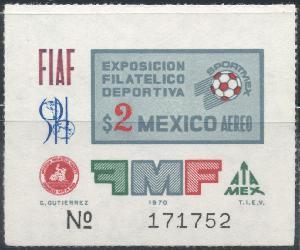 FIAF
EXPOSICION
FILATELICO
DEPORTIVA
SPORTMEX
$2 MEXICO AEREO
FMF
MEX
G. GUTIERREZ 1970 T.I.E.V.
Nº 171752